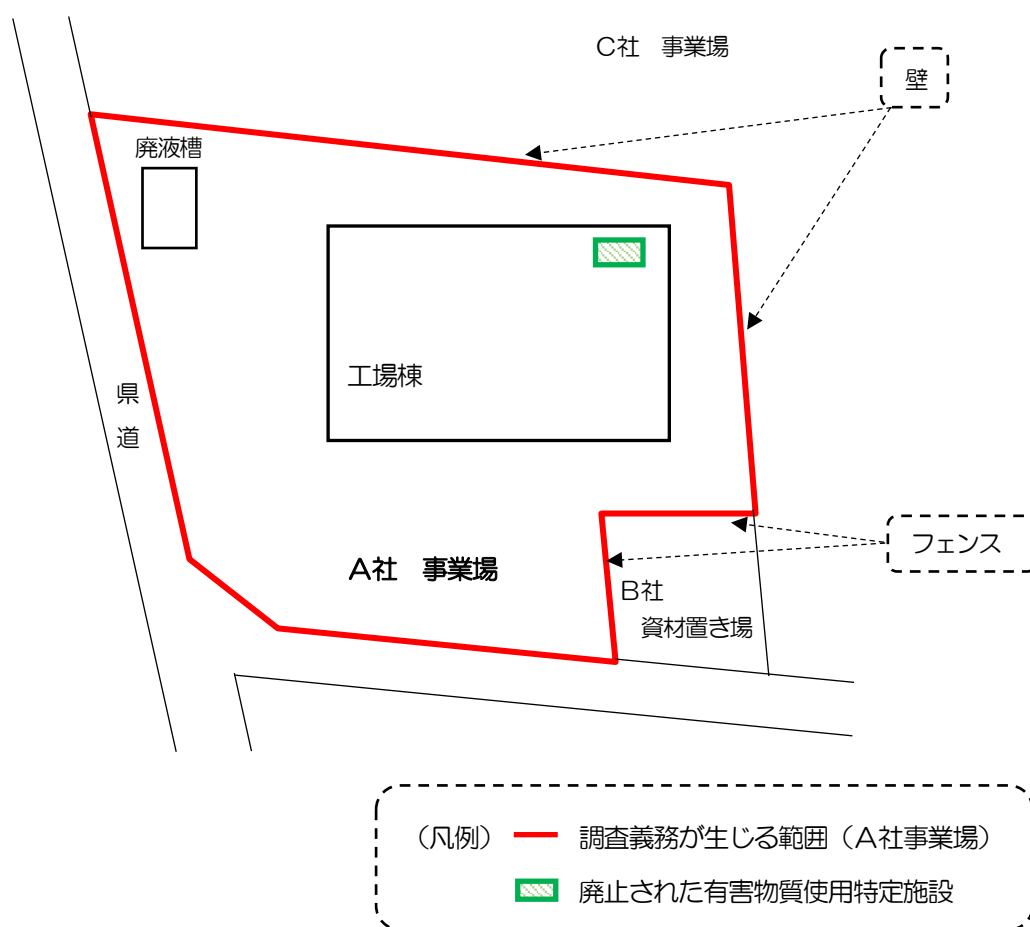 C社 事業場
壁
廃液槽
工場棟
県
道
フェンス
A社 事業場
B社
資材置き場
(凡例)
調査義務が生じる範囲(A社事業場)
廃止された有害物質使用特定施設